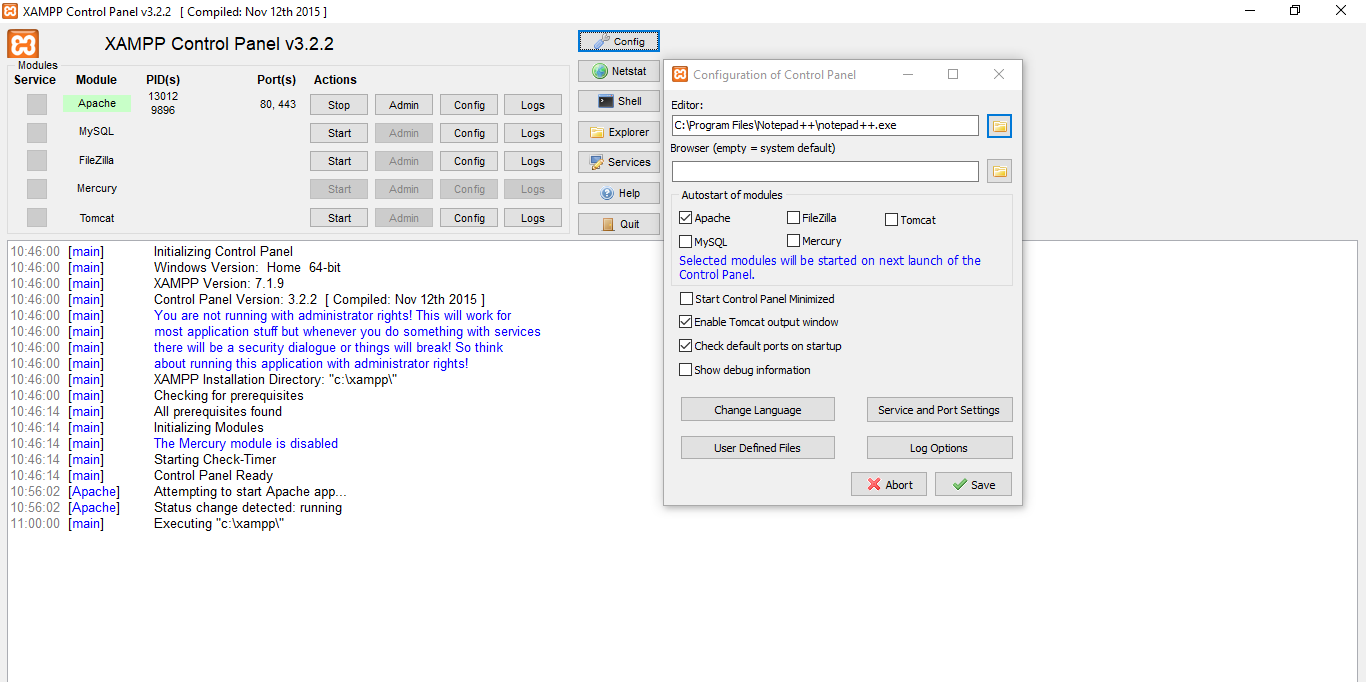 XAMPP Control Panel v3.2.2 [ Compiled: Nov 12th 2015 ]
XAMPP Control Panel v3.2.2
Modules
Service Module PID(s) Port(s) Actions
Apache 13012 9896 80, 443 Stop Admin Config Logs
MySQL Start Admin Config Logs
FileZilla Start Admin Config Logs
Mercury Start Admin Config Logs
Tomcat Start Admin Config Logs
Config
Netstat
Shell
Explorer
Services
Help
Quit
10:46:00 [main] Initializing Control Panel
10:46:00 [main] Windows Version: Home 64-bit
10:46:00 [main] XAMPP Version: 7.1.9
10:46:00 [main] Control Panel Version: 3.2.2 [ Compiled: Nov 12th 2015 ]
10:46:00 [main] You are not running with administrator rights! This will work for
10:46:00 [main] most application stuff but whenever you do something with services
10:46:00 [main] there will be a security dialogue or things will break! So think
10:46:00 [main] about running this application with administrator rights!
10:46:00 [main] XAMPP Installation Directory: "c:\xampp\"
10:46:00 [main] Checking for prerequisites
10:46:14 [main] All prerequisites found
10:46:14 [main] Initializing Modules
10:46:14 [main] The Mercury module is disabled
10:46:14 [main] Starting Check-Timer
10:46:14 [main] Control Panel Ready
10:56:02 [Apache] Attempting to start Apache app...
10:56:02 [Apache] Status change detected: running
11:00:00 [main] Executing "c:\xampp\"
Configuration of Control Panel
Editor:
C:\Program Files\Notepad++\notepad++.exe
Browser (empty = system default)
Autostart of modules
Apache FileZilla Tomcat
MySQL Mercury
Selected modules will be started on next launch of the
Control Panel.
Start Control Panel Minimized
Enable Tomcat output window
Check default ports on startup
Show debug information
Change Language Service and Port Settings
User Defined Files Log Options
Abort Save